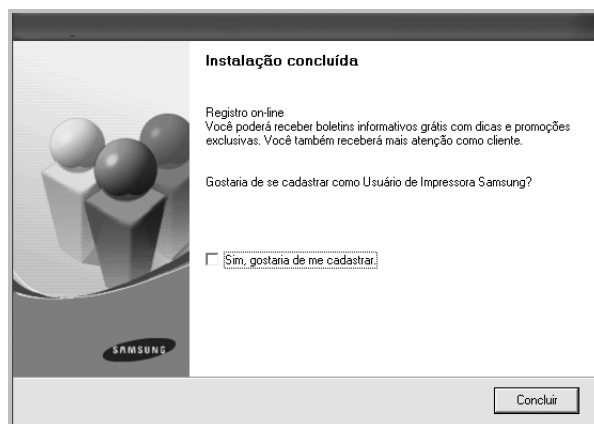 Instalação concluída
Registro on-line
Você poderá receber boletins informativos grátis com dicas e promoções
exclusivas. Você também receberá mais atenção como cliente.
Gostaria de se cadastrar como Usuário de Impressora Samsung?
Sim, gostaria de me cadastrar.
SAMSUNG
Concluir